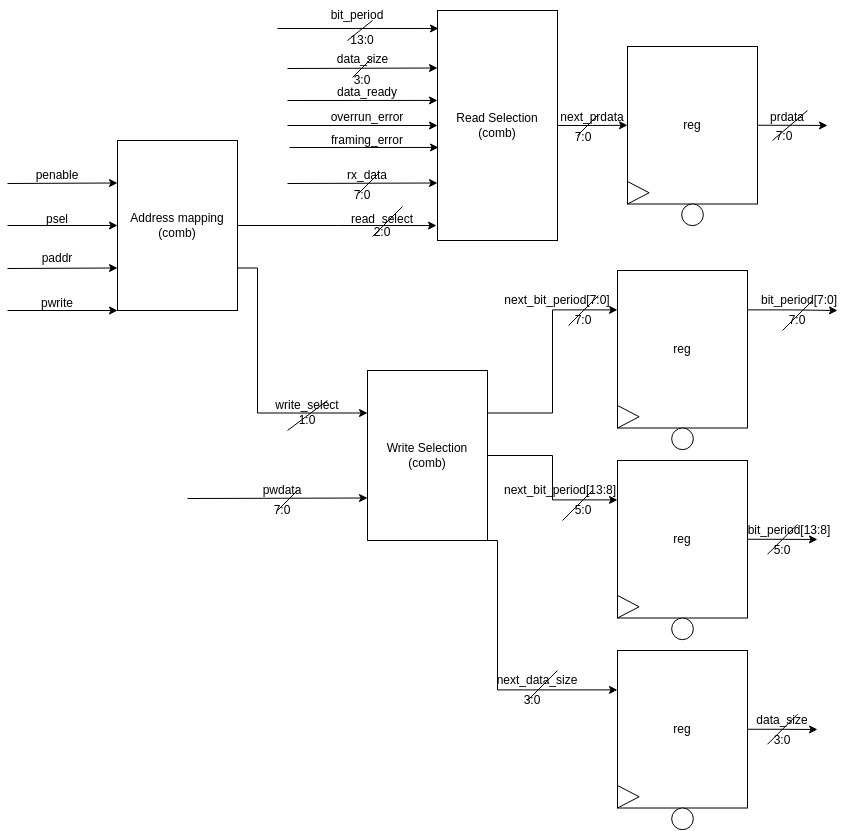 bit_period
13:0
data_size
3:0
data_ready
overrun_error
framing_error
rx_data
7:0
read_select
2:0
Read Selection
(comb)
next_prdata
7:0
reg
prdata
7:0
penable
psel
paddr
pwrite
Address mapping
(comb)
write_select
1:0
pwdata
7:0
Write Selection
(comb)
next_bit_period[7:0]
7:0
reg
bit_period[7:0]
7:0
next_bit_period[13:8]
5:0
reg
bit_period[13:8]
5:0
next_data_size
3:0
reg
data_size
3:0